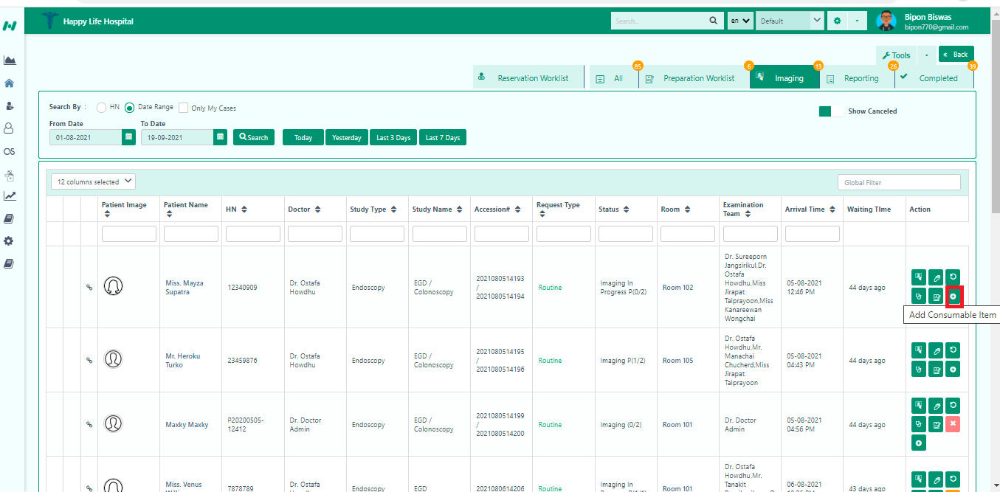 Happy Life Hospital
Search...
en
Default
Bipon Biswas
bipon770@gmail.com
Tools
« Back
Reservation Worklist
All
85
Preparation Worklist
6
Imaging
13
Reporting
26
Completed
39
Search By :
HN
Date Range
Only My Cases
Show Canceled
From Date
To Date
01-08-2021
19-09-2021
Search
Today
Yesterday
Last 3 Days
Last 7 Days
12 columns selected
Global Filter
Patient Image
Patient Name
HN
Doctor
Study Type
Study Name
Accession#
Request Type
Status
Room
Examination
Team
Arrival Time
Waiting TIme
Action
Miss. Mayza
Supatra
12340909
Dr. Ostafa
Howdhu
Endoscopy
EGD /
Colonoscopy
2021080514193
/
2021080514194
Routine
Imaging In
Progress P(0/2)
Room 102
Dr. Sureeporn
Jangsirikul,Dr.
Ostafa
Howdhu,Miss
Jirapat
Taiprayoon,Miss
Kanareewan
Wongchai
05-08-2021
12:46 PM
44 days ago
Add Consumable Item
Mr. Heroku
Turko
23459876
Dr. Ostafa
Howdhu
Endoscopy
EGD /
Colonoscopy
2021080514195
/
2021080514196
Routine
Imaging P(1/2)
Room 105
Dr. Ostafa
Howdhu,Mr.
Manachai
Chucherd,Miss
Jirapat
Taiprayoon
05-08-2021
04:43 PM
44 days ago
Maxky Maxky
P20200505-
12412
Dr. Doctor
Admin
Endoscopy
EGD /
Colonoscopy
2021080514199
/
2021080514200
Routine
Imaging (0/2)
Room 101
Dr. Doctor
Admin
05-08-2021
04:56 PM
44 days ago
Miss. Venus
7878789
Dr. Ostafa
Endoscopy
EGD
2021080614206
Routine
Imaging In
Room 101
Dr. Ostafa
Howdhu,Mr.
Tanakit
06-08-2021
43 days ago